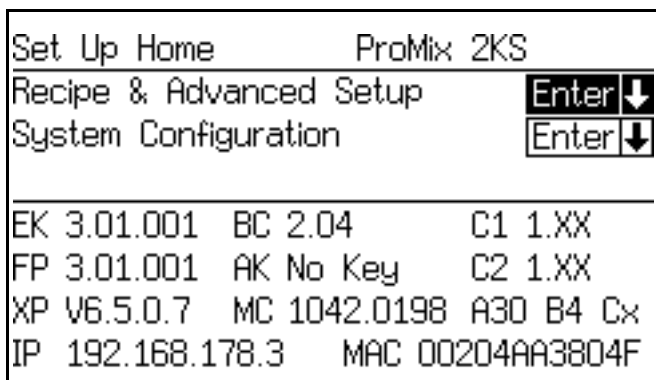 Set Up Home ProMix 2KS
Recipe & Advanced Setup Enter
System Configuration Enter
EK 3.01.001 BC 2.04 C1 1.XX
FP 3.01.001 AK No Key C2 1.XX
XP V6.5.0.7 MC 1042.0198 A30 B4 Cx
IP 192.168.178.3 MAC 00204AA3804F